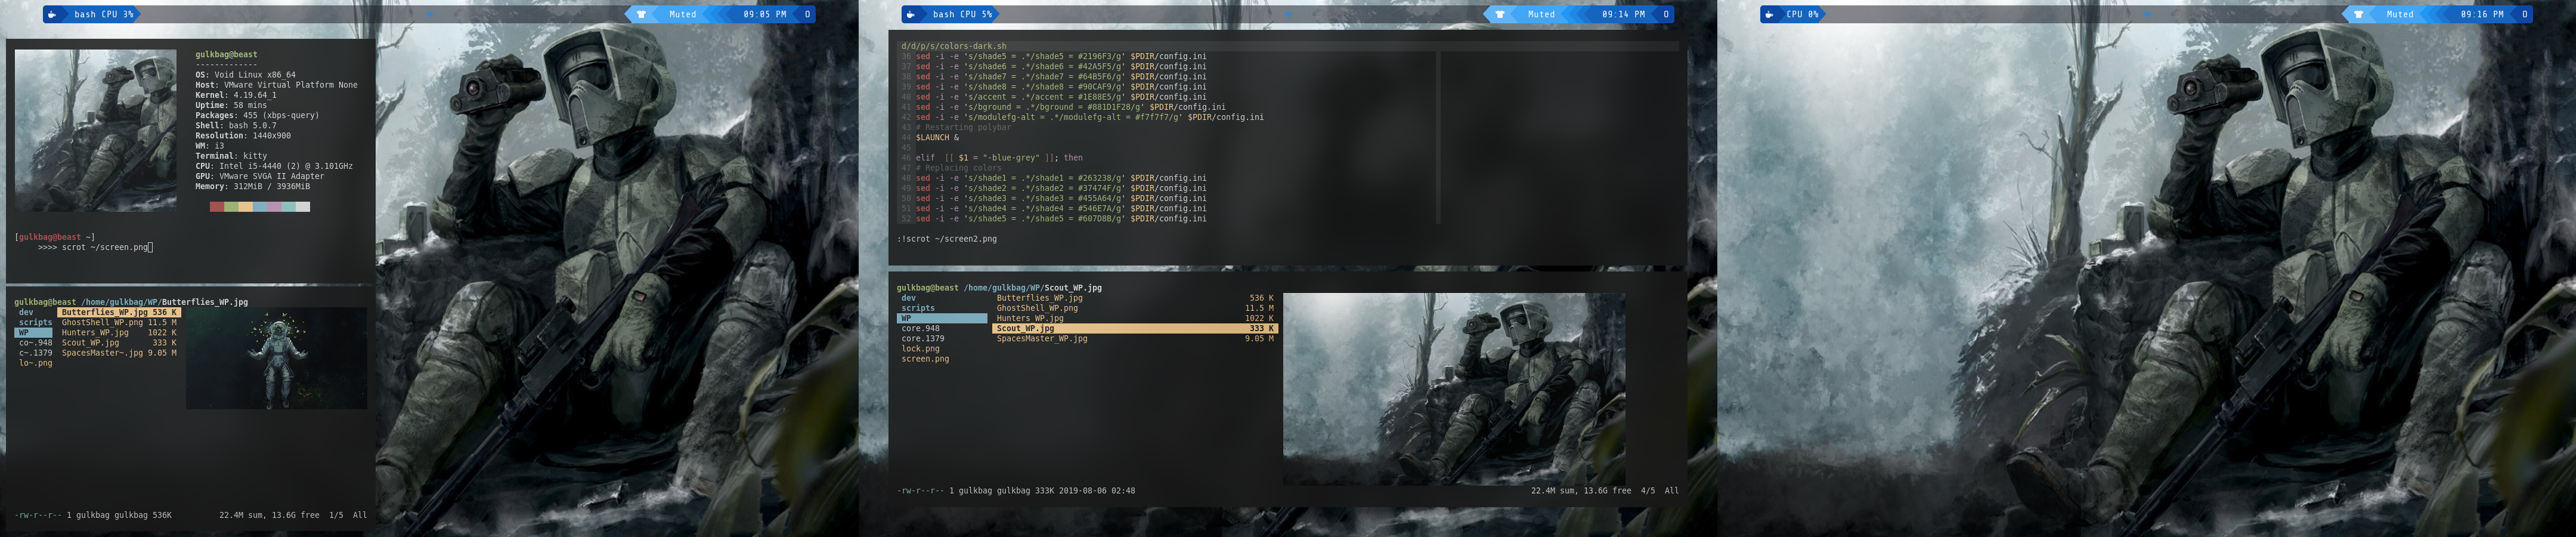 bash CPU 3%
Muted
09:05 PM
gulkbag@beast
-------------
OS: Void Linux x86_64
Host: VMware Virtual Platform None
Kernel: 4.19.64_1
Uptime: 58 mins
Packages: 455 (xbps-query)
Shell: bash 5.0.7
Resolution: 1440x900
WM: i3
Terminal: kitty
CPU: Intel i5-4440 (2) @ 3.101GHz
GPU: VMware SVGA II Adapter
Memory: 312MiB / 3936MiB
[gulkbag@beast ~]
>>>> scrot ~/screen.png
gulkbag@beast /home/gulkbag/WP/Butterflies_WP.jpg
dev Butterflies_WP.jpg 536 K
scripts GhostShell_WP.png 11.5 M
WP Hunters_WP.jpg 1022 K
co~.948 Scout_WP.jpg 333 K
c~.1379 SpacesMaster~.jpg 9.05 M
lo~.png
-rw-r--r-- 1 gulkbag gulkbag 536K 22.4M sum, 13.6G free 1/5 All
bash CPU 5%
Muted
09:14 PM
d/d/p/s/colors-dark.sh
36 sed -i -e 's/shade5 = .*/shade5 = #2196F3/g' $PDIR/config.ini
37 sed -i -e 's/shade6 = .*/shade6 = #42A5F5/g' $PDIR/config.ini
38 sed -i -e 's/shade7 = .*/shade7 = #64B5F6/g' $PDIR/config.ini
39 sed -i -e 's/shade8 = .*/shade8 = #90CAF9/g' $PDIR/config.ini
40 sed -i -e 's/accent = .*/accent = #1E88E5/g' $PDIR/config.ini
41 sed -i -e 's/bground = .*/bground = #881D1F28/g' $PDIR/config.ini
42 sed -i -e 's/modulefg-alt = .*/modulefg-alt = #f7f7f7/g' $PDIR/config.ini
43 # Restarting polybar
44 $LAUNCH &
45
46 elif [[ $1 = "-blue-grey" ]]; then
47 # Replacing colors
48 sed -i -e 's/shade1 = .*/shade1 = #263238/g' $PDIR/config.ini
49 sed -i -e 's/shade2 = .*/shade2 = #37474F/g' $PDIR/config.ini
50 sed -i -e 's/shade3 = .*/shade3 = #455A64/g' $PDIR/config.ini
51 sed -i -e 's/shade4 = .*/shade4 = #546E7A/g' $PDIR/config.ini
52 sed -i -e 's/shade5 = .*/shade5 = #607D8B/g' $PDIR/config.ini
:!scrot ~/screen2.png
gulkbag@beast /home/gulkbag/WP/Scout_WP.jpg
dev Butterflies_WP.jpg 536 K
scripts GhostShell_WP.png 11.5 M
WP Hunters_WP.jpg 1022 K
core.948 Scout_WP.jpg 333 K
core.1379 SpacesMaster_WP.jpg 9.05 M
lock.png
screen.png
-rw-r--r-- 1 gulkbag gulkbag 333K 2019-08-06 02:48 22.4M sum, 13.6G free 4/5 All
CPU 0%
Muted
09:16 PM